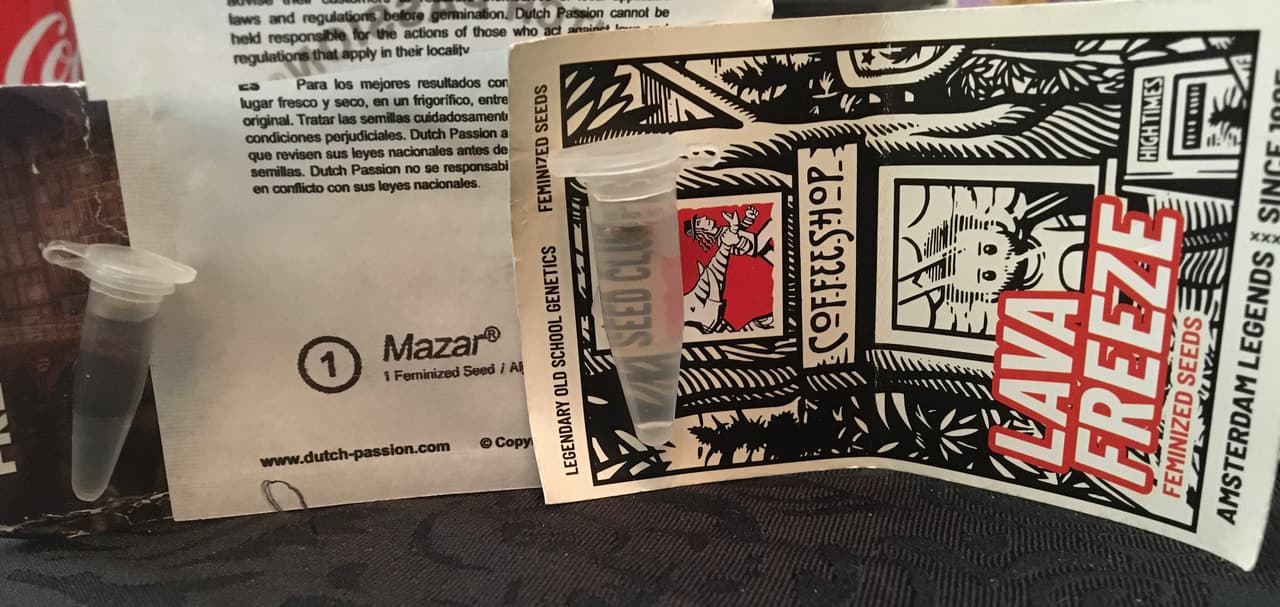 laws and regulations before germination. Dutch Passion cannot be
held responsible for the actions of those who act against laws
regulations that apply in their locality
ES Para los mejores resultados con
lugar fresco y seco, en un frigorífico, entre
original. Tratar las semillas cuidadosament
condiciones perjudiciales. Dutch Passion a
que revisen sus leyes nacionales antes de
semillas. Dutch Passion no se responsabi
en conflicto con sus leyes nacionales.
1 Mazar®
1 Feminized Seed /
www.dutch-passion.com © Copy
FEMINIZED SEEDS
LEGENDARY OLD SCHOOL GENETICS
SEED CLUB
COFFEESHOP
HIGH TIMES
LAVA
FREEZE
FEMINIZED SEEDS
AMSTERDAM LEGENDS SINCE
xxx